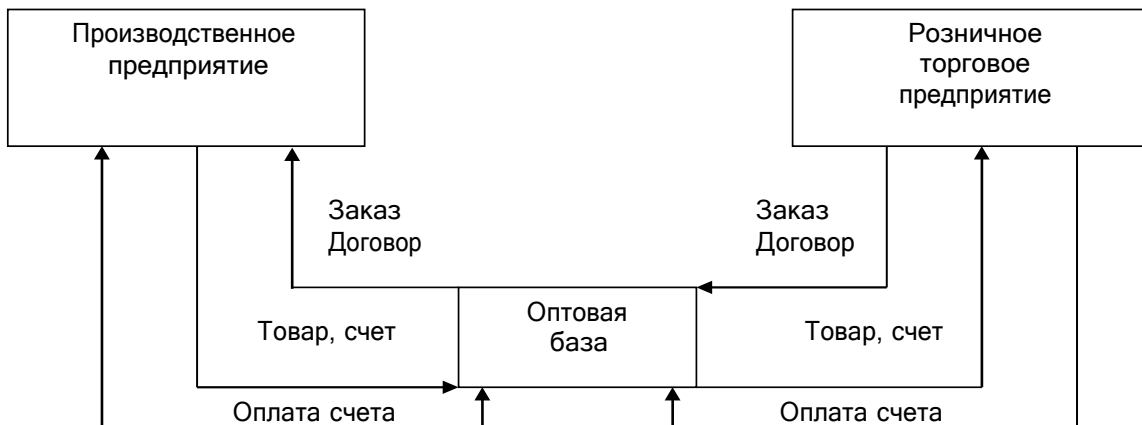 Производственное
предприятие
Розничное
торговое
предприятие
Заказ
Договор
Заказ
Договор
Оптовая
база
Товар, счет
Товар, счет
Оплата счета
Оплата счета